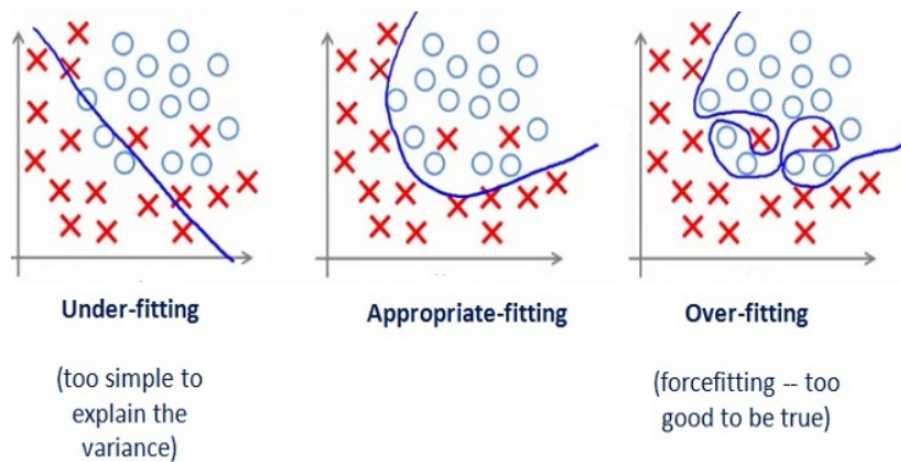 Under-fitting
Appropriate-fitting
Over-fitting
(too simple to
explain the
variance)
(forcefitting -- too
good to be true)